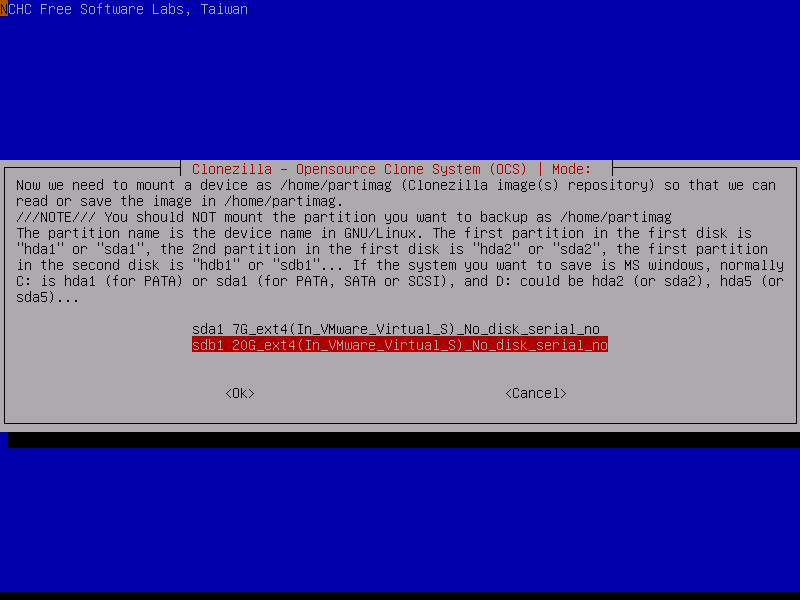 NCHC Free Software Labs, Taiwan
Clonezilla - Opensource Clone System (OCS) | Mode:
Now we need to mount a device as /home/partimag (Clonezilla image(s) repository) so that we can
read or save the image in /home/partimag.
///NOTE/// You should NOT mount the partition you want to backup as /home/partimag
The partition name is the device name in GNU/Linux. The first partition in the first disk is
"hda1" or "sda1", the 2nd partition in the first disk is "hda2" or "sda2", the first partition
in the second disk is "hdb1" or "sdb1"... If the system you want to save is MS windows, normally
C: is hda1 (for PATA) or sda1 (for PATA, SATA or SCSI), and D: could be hda2 (or sda2), hda5 (or
sda5)...
sda1 7G_ext4(In_VMware_Virtual_S)_No_disk_serial_no
sdb1 20G_ext4(In_VMware_Virtual_S)_No_disk_serial_no
<Ok> <Cancel>